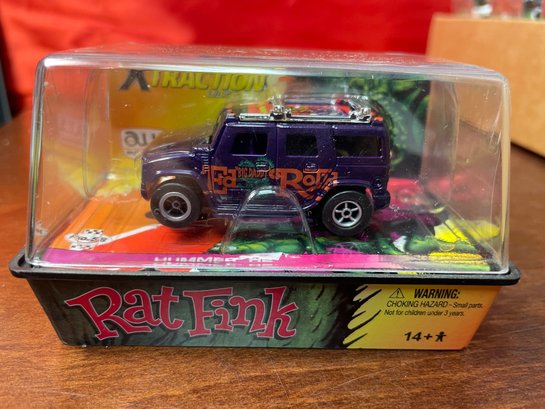 XTRACTION
Ed "BIG DADDY" Roth
HUMMER
Rat Fink
WARNING:
CHOKING HAZARD - Small parts.
Not for children under 3 years.
14+